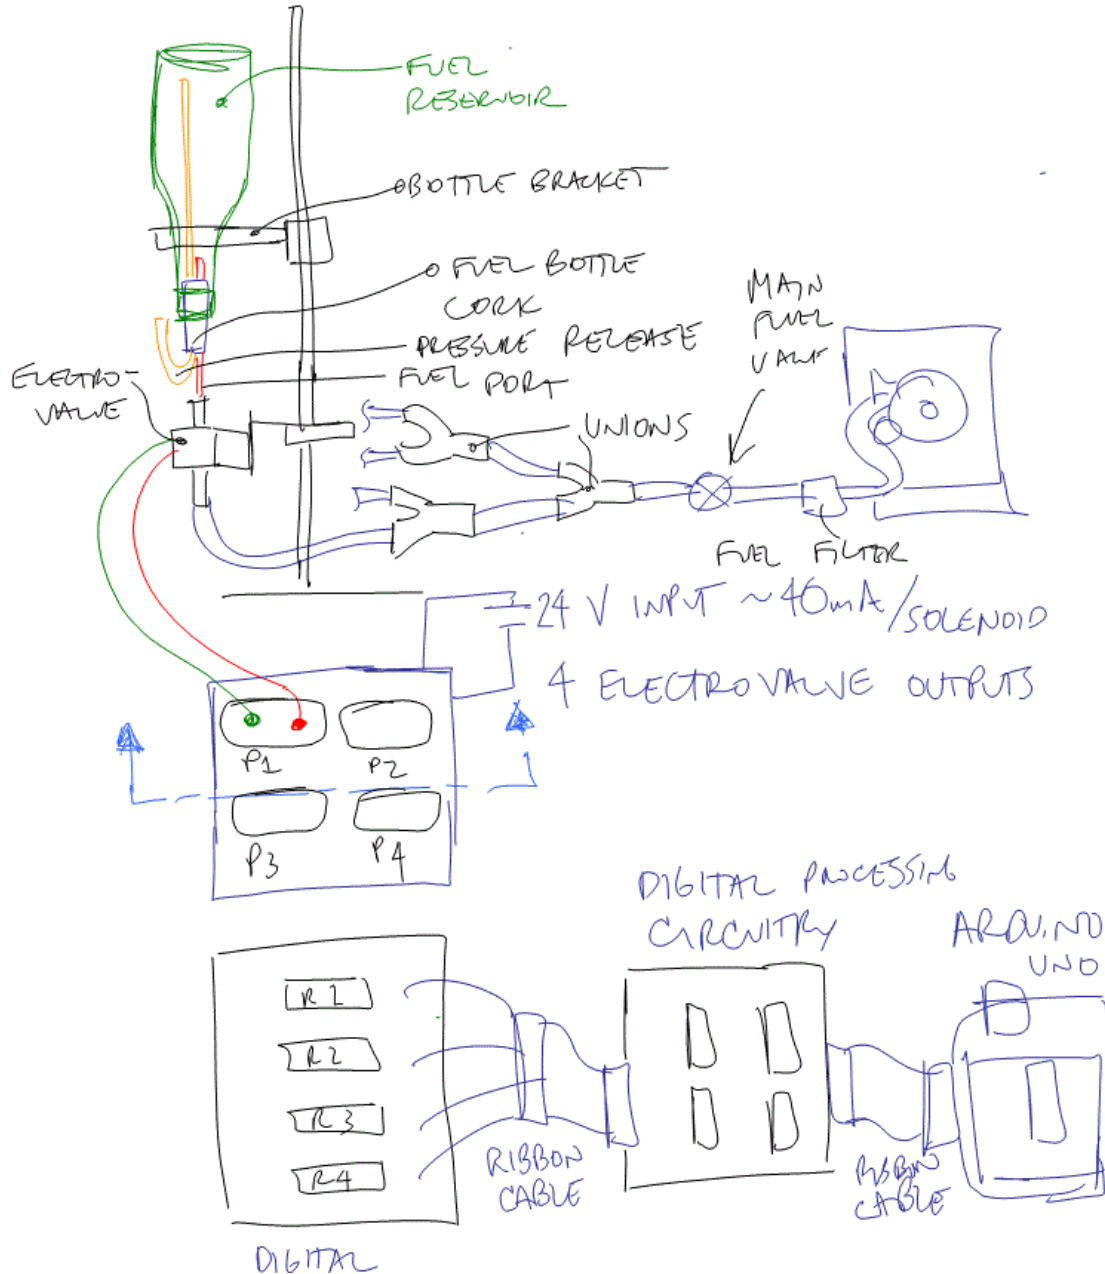 FUEL
RESERVOIR
BOTTLE BRACKET
FUEL BOTTLE
CORK
PRESSURE RELEASE
FUEL PORT
ELECTRO-
VALVE
UNIONS
MAIN
FUEL
VALVE
FUEL FILTER
24 V INPUT ~40mA/SOLENOID
4 ELECTROVALVE OUTPUTS
P1
P2
P3
P4
DIGITAL PROCESSING
CIRCUITRY
ARDUINO
UNO
R1
R2
R3
R4
RIBBON
CABLE
RIBBON
CABLE
DIGITAL